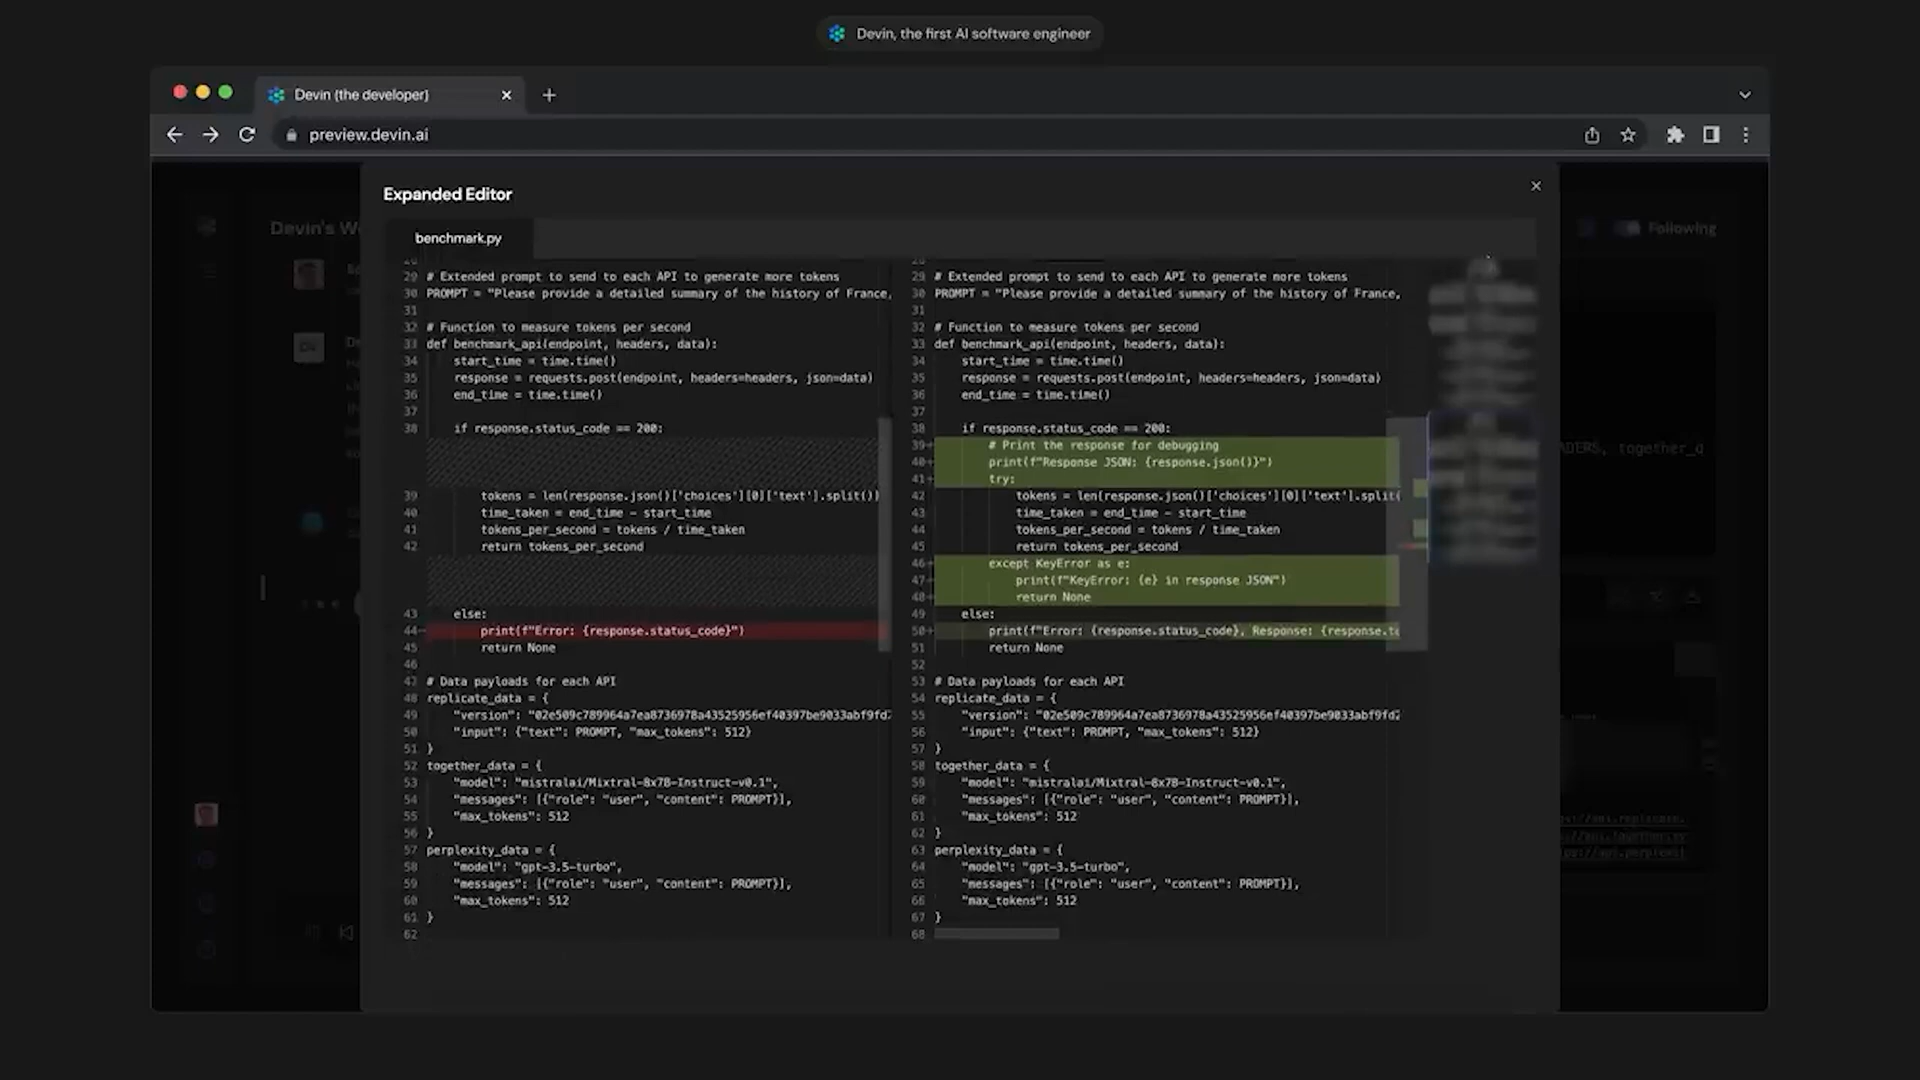 Devin, the first AI software engineer
Devin (the developer)
preview.devin.ai
Expanded Editor
Devin's
Following
benchmark.py
29 # Extended prompt to send to each API to generate more tokens
30 PROMPT = "Please provide a detailed summary of the history of France,
31
32 # Function to measure tokens per second
33 def benchmark_api(endpoint, headers, data):
34 start_time = time.time()
35 response = requests.post(endpoint, headers=headers, json=data)
36 end_time = time.time()
37
38 if response.status_code == 200:
39 tokens = len(response.json()['choices'][0]['text'].split())
40 time_taken = end_time - start_time
41 tokens_per_second = tokens / time_taken
42 return tokens_per_second
43 else:
44- print(f"Error: {response.status_code}")
45 return None
46
47 # Data payloads for each API
48 replicate_data = {
49 "version":
50 "input": {"text": PROMPT, "max_tokens": 512}
51 }
52 together_data = {
53 "model": "mistralai/Mixtral-8x7B-Instruct-v0.1",
54 "messages": [{"role": "user", "content": PROMPT}],
55 "max_tokens": 512
56 }
57 perplexity_data = {
58 "model": "gpt-3.5-turbo",
59 "messages": [{"role": "user", "content": PROMPT}],
60 "max_tokens": 512
61 }
62
29 # Extended prompt to send to each API to generate more tokens
30 PROMPT = "Please provide a detailed summary of the history of France,
31
32 # Function to measure tokens per second
33 def benchmark_api(endpoint, headers, data):
34 start_time = time.time()
35 response = requests.post(endpoint, headers=headers, json=data)
36 end_time = time.time()
37
38 if response.status_code == 200:
39+ # Print the response for debugging
40+ print(f"Response JSON: {response.json()}")
41+ try:
42 tokens = len(response.json()['choices'][0]['text'].split(
43 time_taken = end_time - start_time
44 tokens_per_second = tokens / time_taken
45 return tokens_per_second
46+ except KeyError as e:
47+ print(f"KeyError: {e} in response JSON")
48+ return None
49 else:
50+ print(f"Error: {response.status_code}, Response: {response.te
51 return None
52
53 # Data payloads for each API
54 replicate_data = {
55 "version":
56 "input": {"text": PROMPT, "max_tokens": 512}
57 }
58 together_data = {
59 "model": "mistralai/Mixtral-8x7B-Instruct-v0.1",
60 "messages": [{"role": "user", "content": PROMPT}],
61 "max_tokens": 512
62 }
63 perplexity_data = {
64 "model": "gpt-3.5-turbo",
65 "messages": [{"role": "user", "content": PROMPT}],
66 "max_tokens": 512
67 }
68